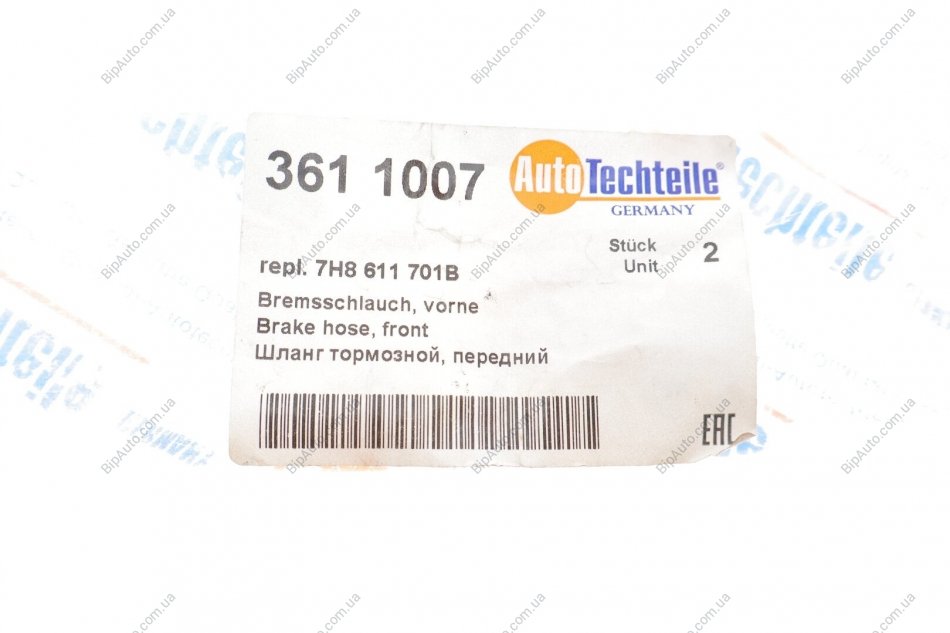 361 1007
AutoTechteile®
GERMANY
Stück
Unit
2
repl. 7H8 611 701B
Bremsschlauch, vorne
Brake hose, front
Шланг тормозной, передний
EAC
BipAuto.com.ua